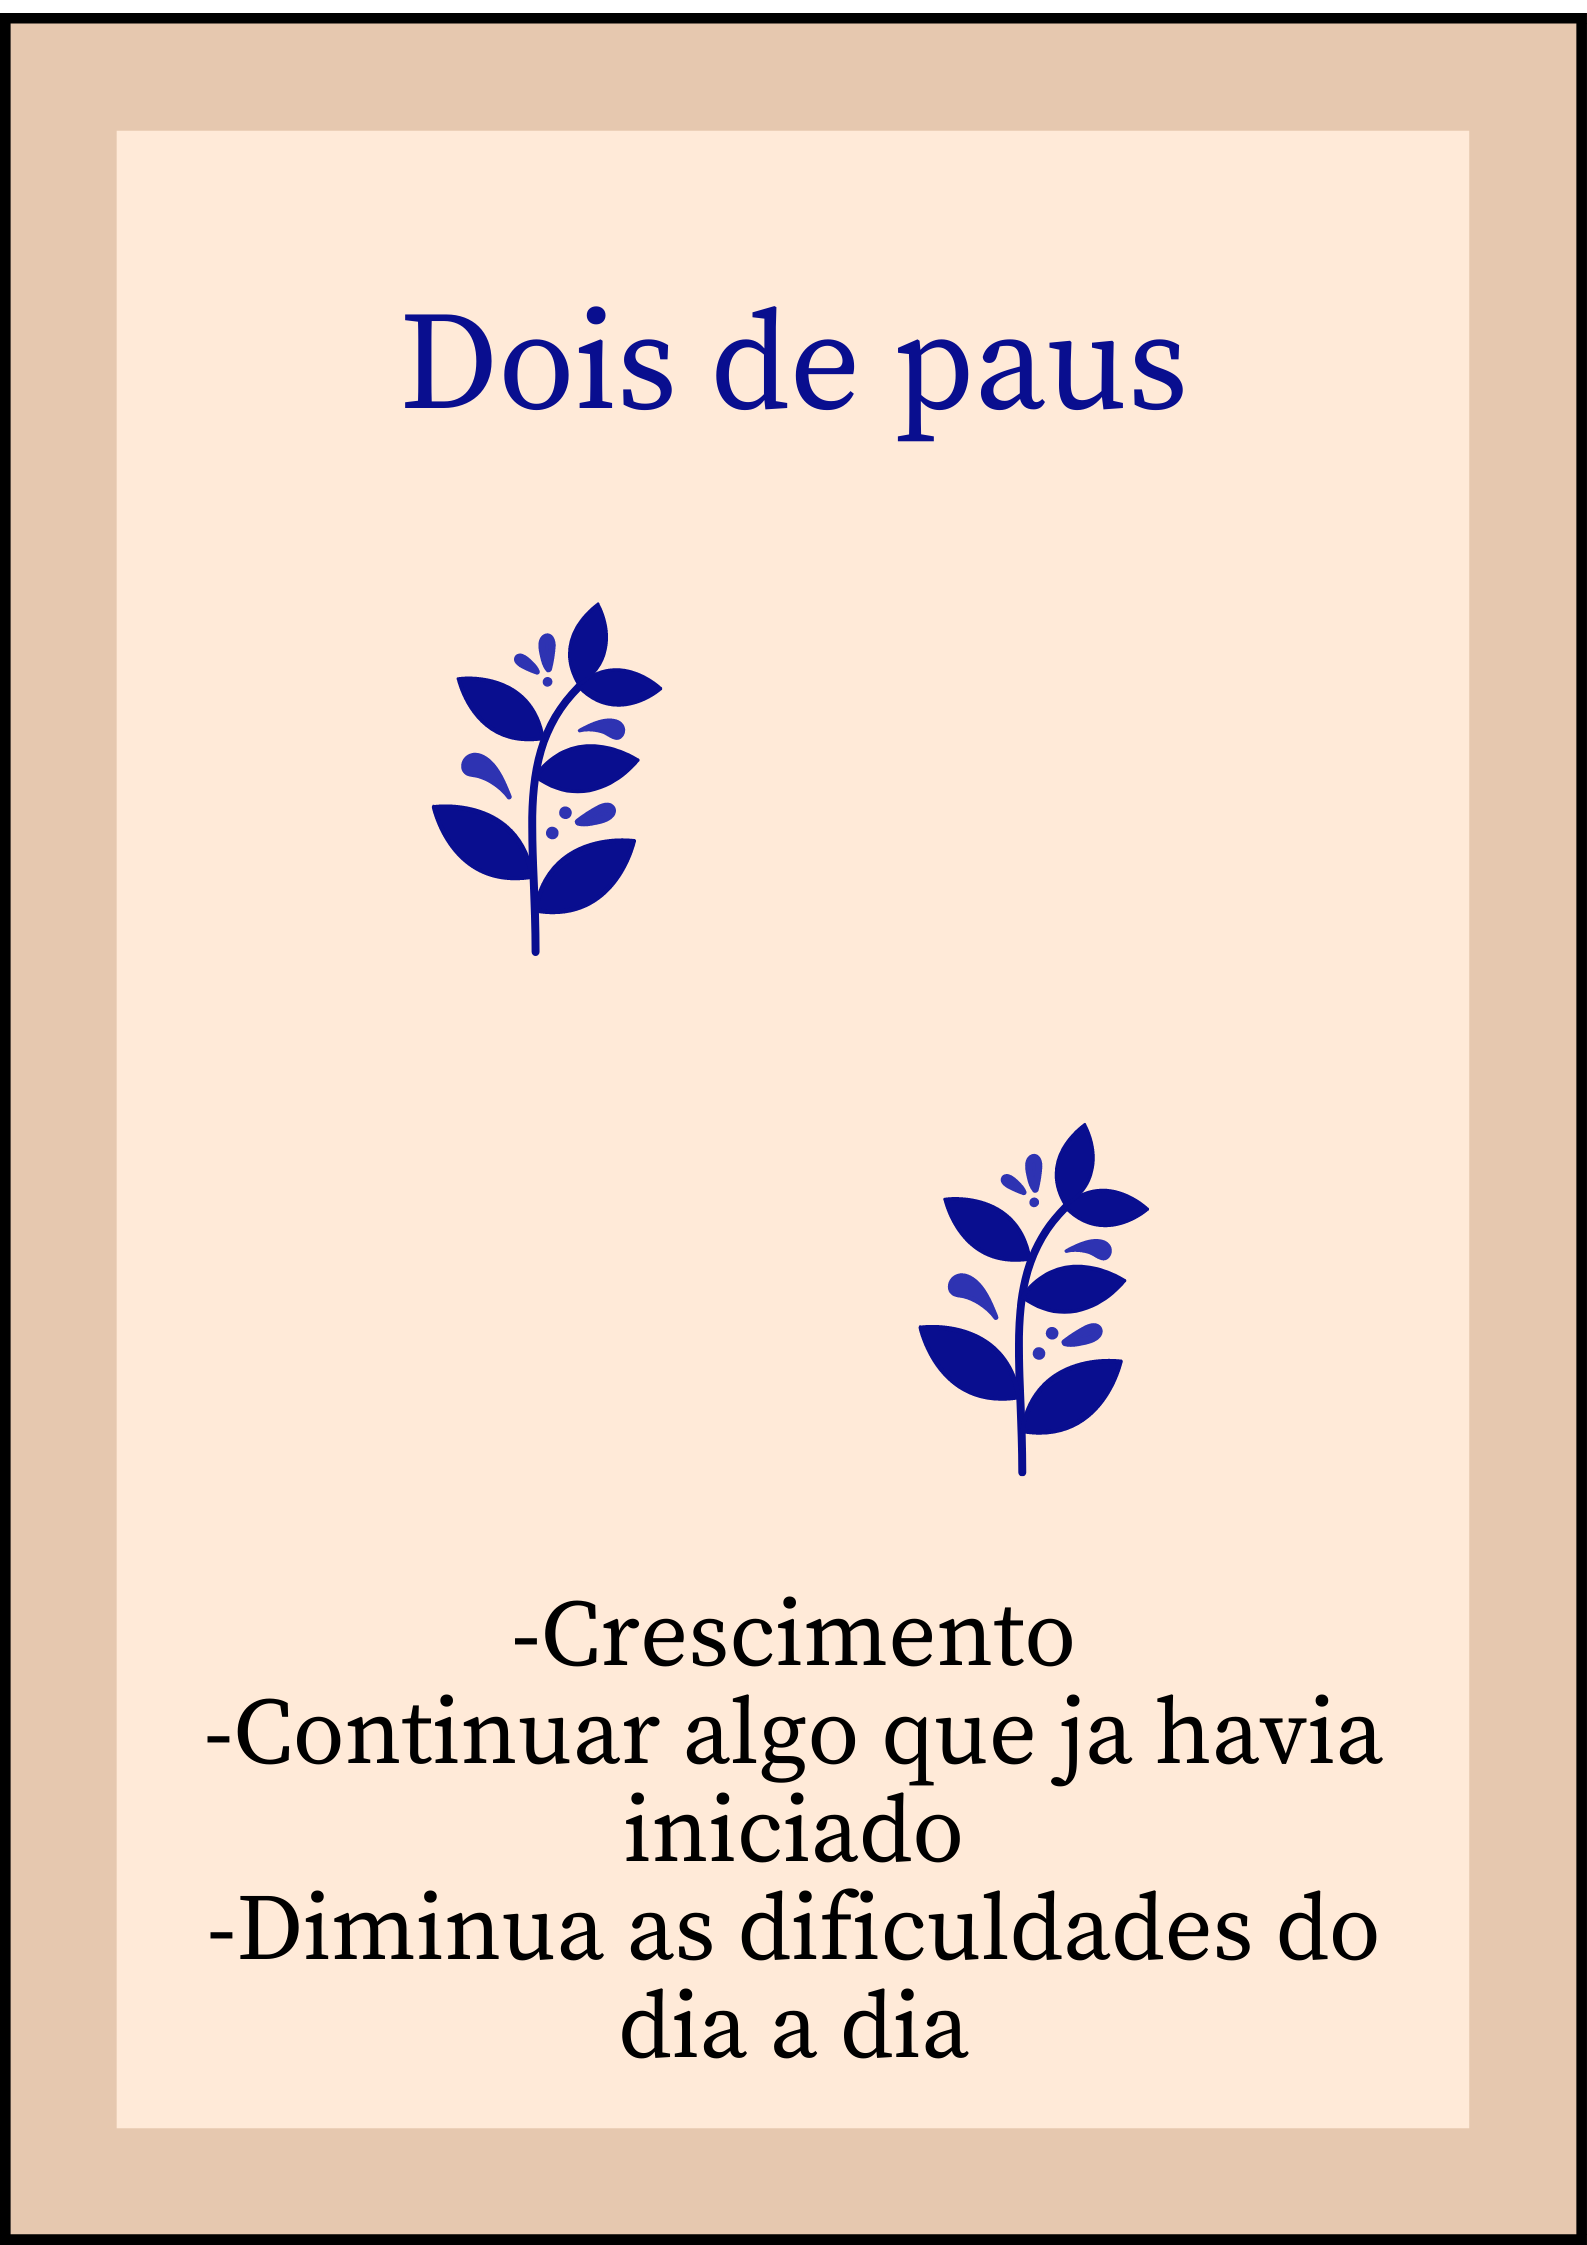 Dois de paus
-Crescimento
-Continuar algo que ja havia
iniciado
-Diminua as dificuldades do
dia a dia